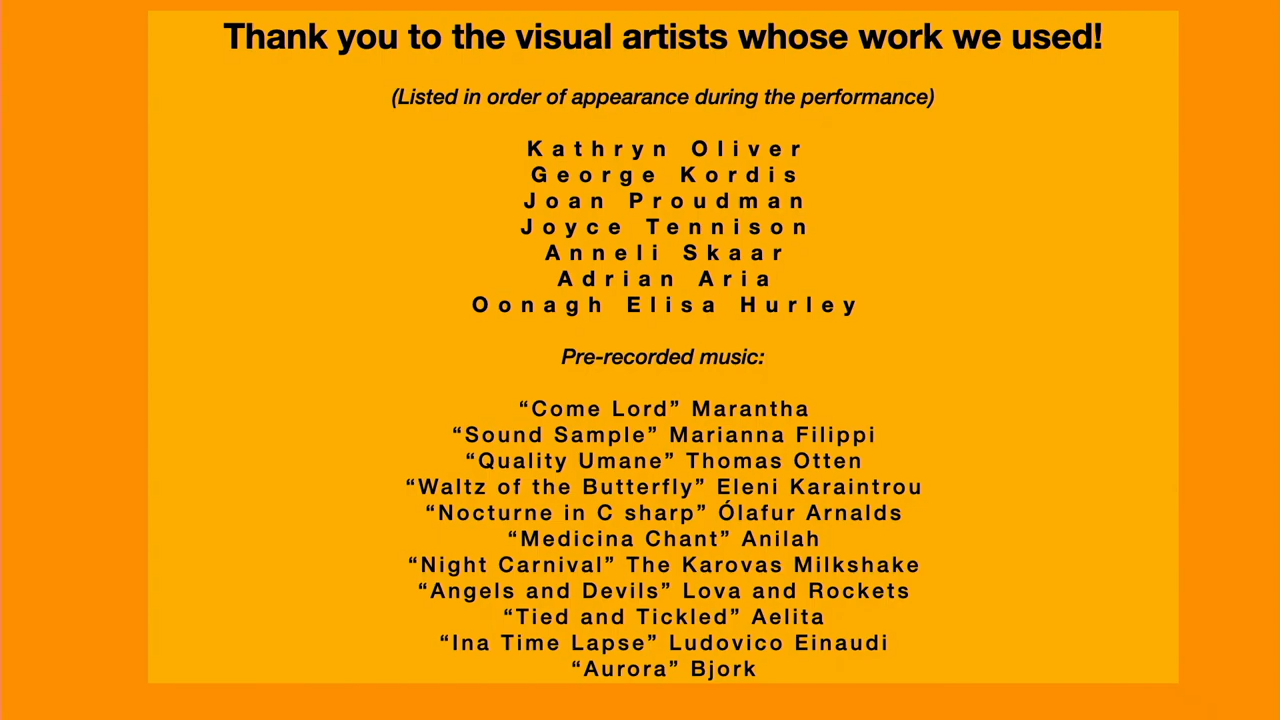 Thank you to the visual artists whose work we used!
(Listed in order of appearance during the performance)
Kathryn Oliver
George Kordis
Joan Proudman
Joyce Tennison
Anneli Skaar
Adrian Aria
Oonagh Elisa Hurley
Pre-recorded music:
“Come Lord” Marantha
“Sound Sample” Marianna Filippi
“Quality Umane” Thomas Otten
“Waltz of the Butterfly” Eleni Karaintrou
“Nocturne in C sharp” Ólafur Arnalds
“Medicina Chant” Anilah
“Night Carnival” The Karovas Milkshake
“Angels and Devils” Lova and Rockets
“Tied and Tickled” Aelita
“Ina Time Lapse” Ludovico Einaudi
“Aurora” Bjork